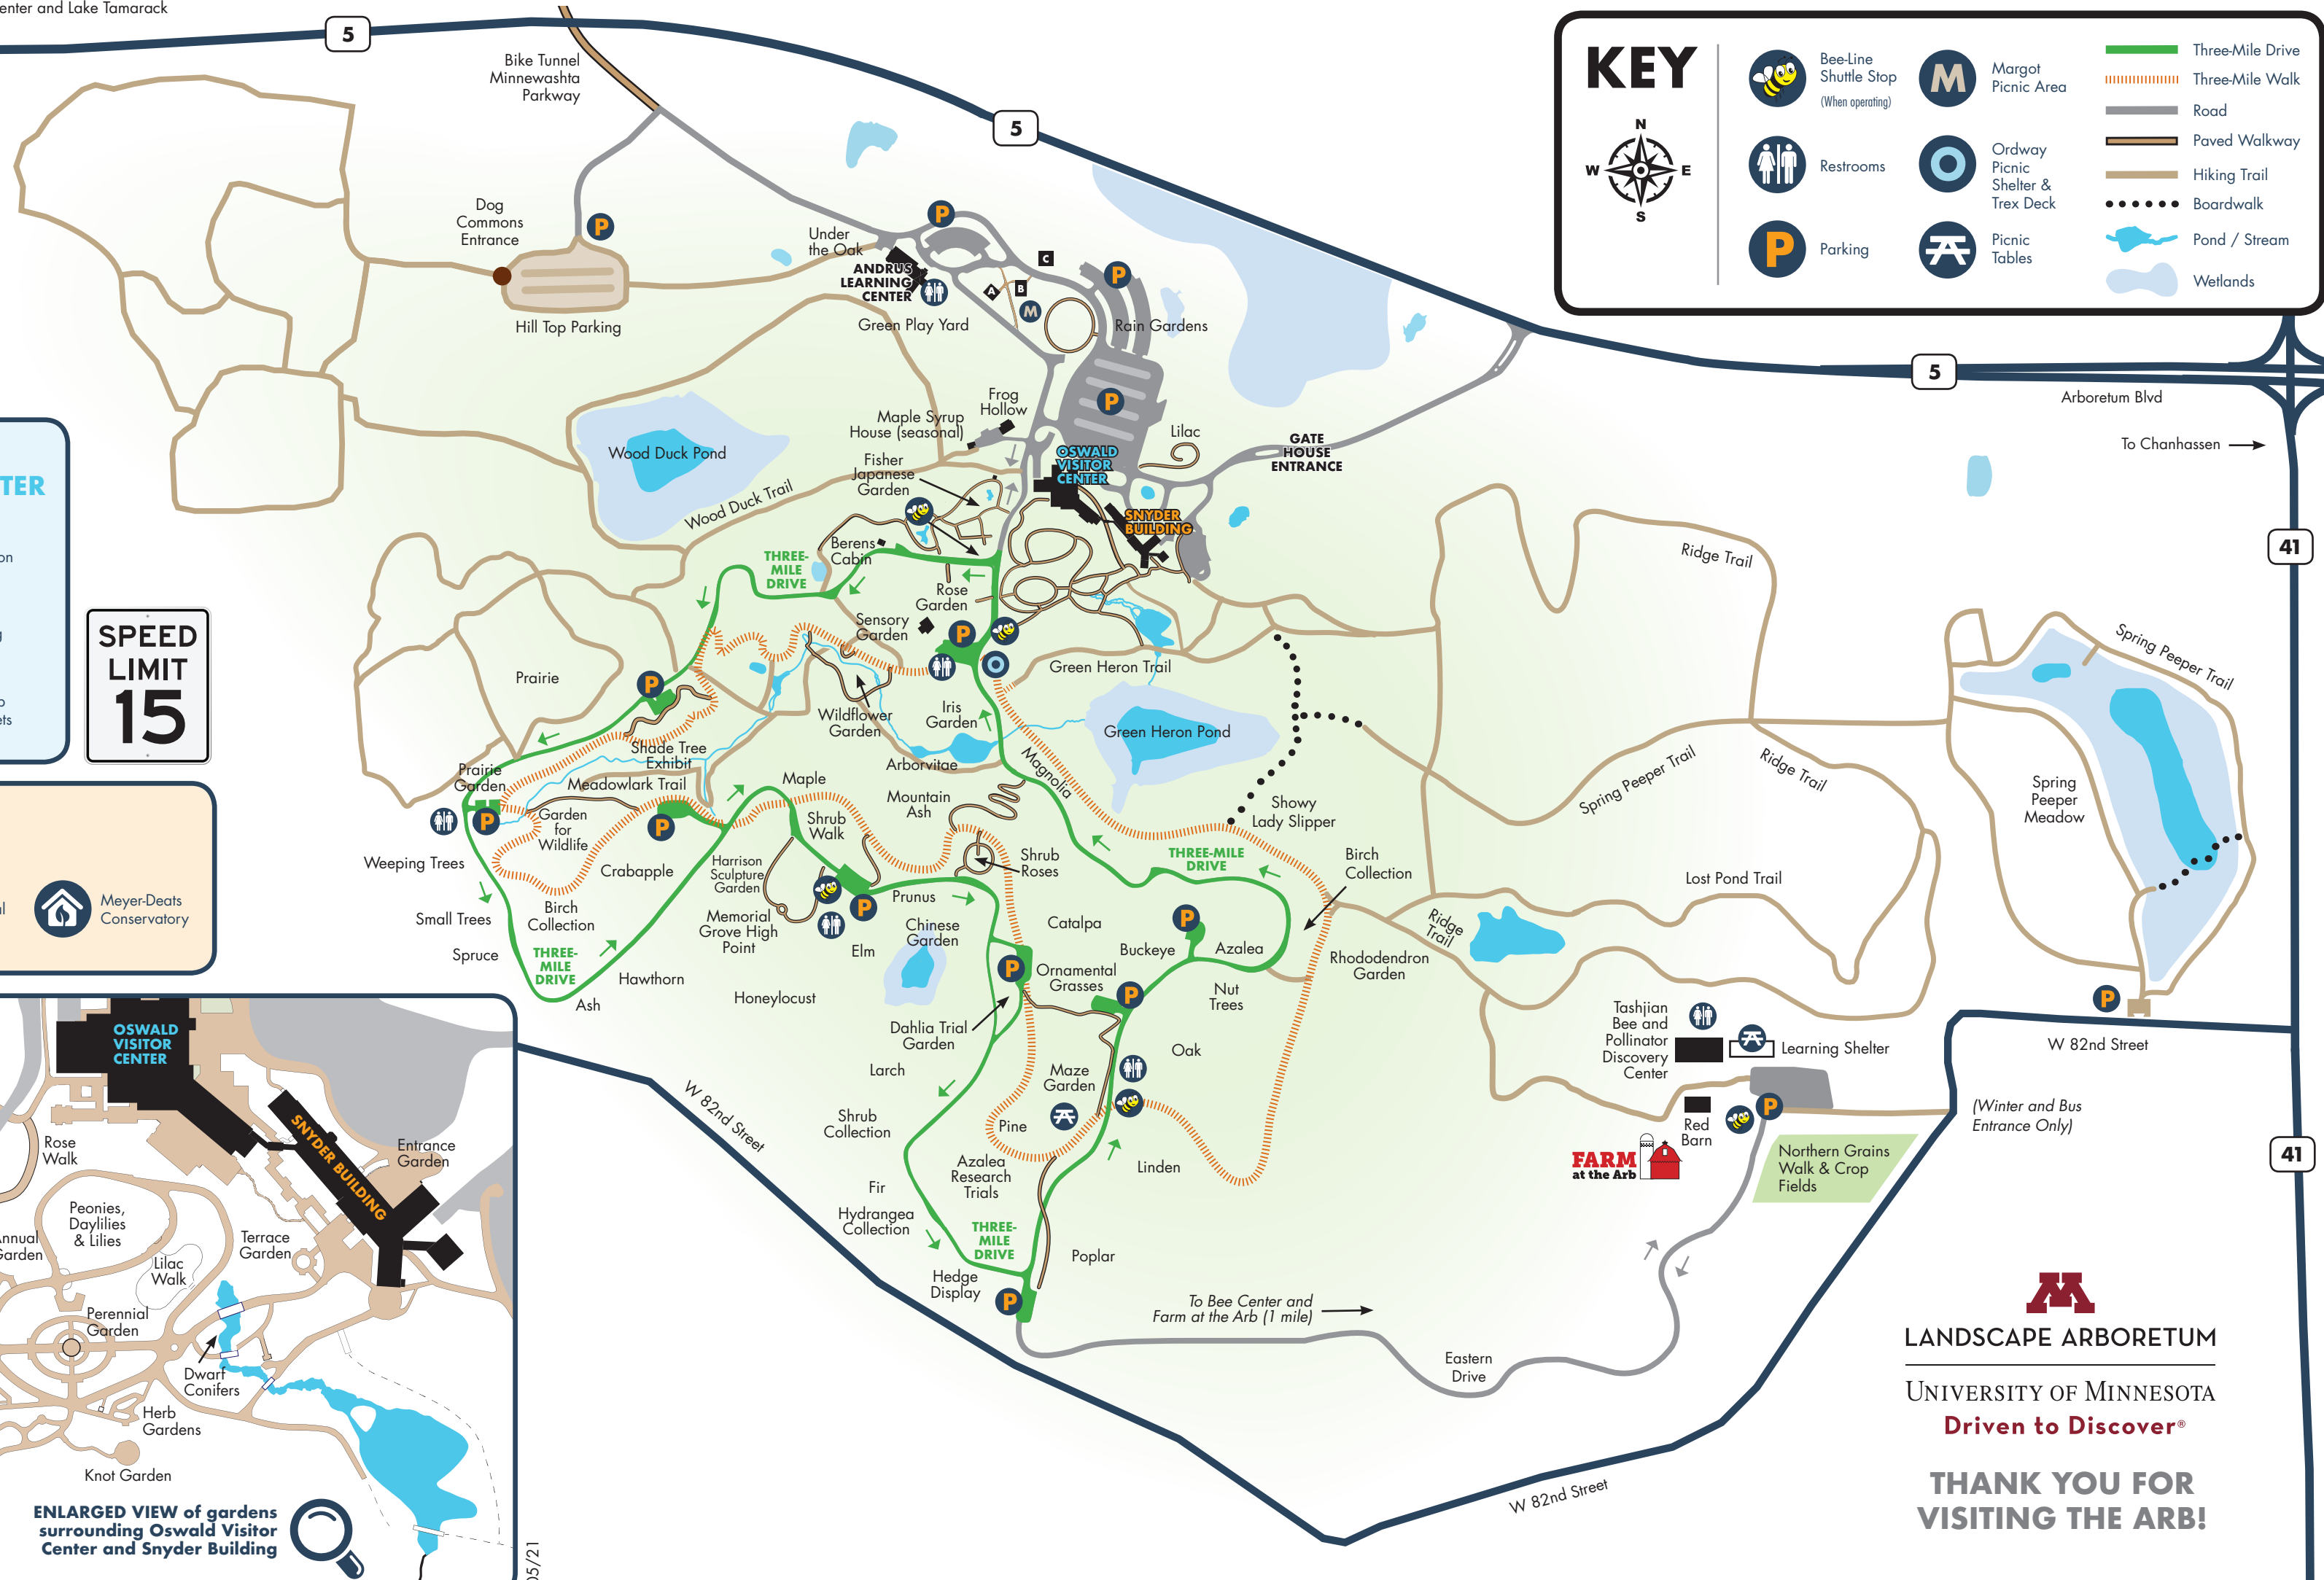 enter and Lake Tamarack
5
Bike Tunnel
Minnewashta
Parkway
5
KEY
N
W E
S
Bee-Line
Shuttle Stop
(When operating)
Restrooms
P
Parking
M
Margot
Picnic Area
Ordway
Picnic
Shelter &
Trex Deck
Picnic
Tables
Three-Mile Drive
Three-Mile Walk
Road
Paved Walkway
Hiking Trail
Boardwalk
Pond / Stream
Wetlands
Dog
Commons
Entrance
P
Hill Top Parking
Under
the Oak
P
ANDRUS
LEARNING
CENTER
C
A
B
M
P
Green Play Yard
Rain Gardens
5
Arboretum Blvd
To Chanhassen
P
Frog
Hollow
Maple Syrup
House (seasonal)
Lilac
GATE
HOUSE
ENTRANCE
OSWALD
VISITOR
CENTER
Wood Duck Pond
Fisher
Japanese
Garden
Wood Duck Trail
SNYDER
BUILDING
41
Ridge Trail
Berens
Cabin
THREE-
MILE
DRIVE
Rose
Garden
Sensory
Garden
P
Green Heron Trail
SPEED
LIMIT
15
Prairie
P
Wildflower
Garden
Iris
Garden
Green Heron Pond
Spring Peeper Trail
Shade Tree
Exhibit
Arborvitae
Magnolia
Prairie
Garden
Meadowlark Trail
Maple
Mountain
Ash
Spring Peeper Trail
Ridge Trail
Spring
Peeper
Meadow
P
Garden
for
Wildlife
P
Shrub
Walk
Showy
Lady Slipper
Weeping Trees
Crabapple
Harrison
Sculpture
Garden
Shrub
Roses
THREE-MILE
DRIVE
Birch
Collection
Lost Pond Trail
Small Trees
Birch
Collection
Memorial
Grove High
Point
P
Prunus
Chinese
Garden
Catalpa
P
Buckeye
Azalea
Ridge
Trail
Rhododendron
Garden
Spruce
THREE-
MILE
DRIVE
Hawthorn
Elm
P
Ornamental
Grasses
P
Nut
Trees
Ash
Honeylocust
Dahlia Trial
Garden
Larch
Oak
Maze
Garden
Tashjian
Bee and
Pollinator
Discovery
Center
Learning Shelter
P
W 82nd Street
W 82nd Street
Shrub
Collection
Pine
Linden
P
Red
Barn
(Winter and Bus
Entrance Only)
FARM
at the Arb
Northern Grains
Walk & Crop
Fields
41
Azalea
Research
Trials
Fir
Hydrangea
Collection
THREE-
MILE
DRIVE
Poplar
Hedge
Display
P
To Bee Center and
Farm at the Arb (1 mile)
Eastern
Drive
W 82nd Street
TER
on
g
o
ets
al
Meyer-Deats
Conservatory
OSWALD
VISITOR
CENTER
SNYDER BUILDING
Rose
Walk
Entrance
Garden
Peonies,
Daylilies
& Lilies
nnual
Garden
Terrace
Garden
Lilac
Walk
Perennial
Garden
Dwarf
Conifers
Herb
Gardens
Knot Garden
ENLARGED VIEW of gardens
surrounding Oswald Visitor
Center and Snyder Building
05/21
M
LANDSCAPE ARBORETUM
UNIVERSITY OF MINNESOTA
Driven to Discover®
THANK YOU FOR
VISITING THE ARB!